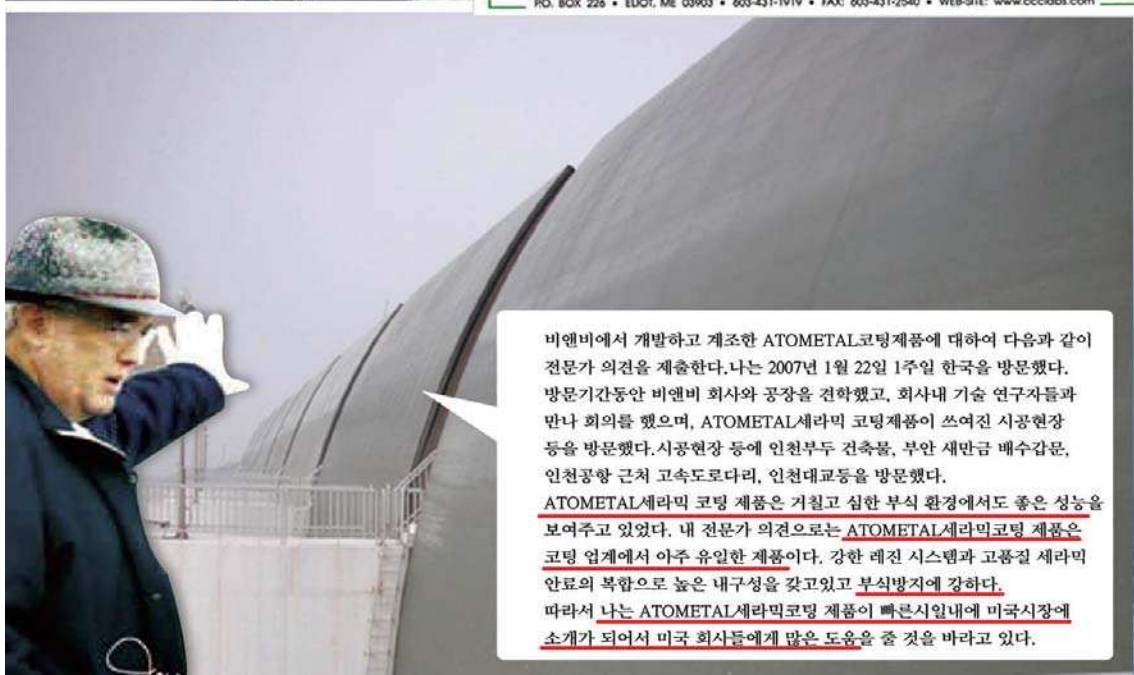 P.O. BOX 226 • ELIOT, ME 03903 • 603-431-1919 • FAX: 603-431-2540 • WEB-SITE: www.ccclabs.com
비앤비에서 개발하고 제조한 ATOMETAL코팅제품에 대하여 다음과 같이
전문가 의견을 제출한다.나는 2007년 1월 22일 1주일 한국을 방문했다.
방문기간동안 비앤비 회사와 공장을 견학했고, 회사내 기술 연구자들과
만나 회의를 했으며, ATOMETAL세라믹 코팅제품이 쓰여진 시공현장
등을 방문했다.시공현장 등에 인천부두 건축물, 부안 새만금 배수갑문,
인천공항 근처 고속도로다리, 인천대교등을 방문했다.
ATOMETAL세라믹 코팅 제품은 거칠고 심한 부식 환경에서도 좋은 성능을
보여주고 있었다. 내 전문가 의견으로는 ATOMETAL세라믹코팅 제품은
코팅 업계에서 아주 유일한 제품이다. 강한 레진 시스템과 고품질 세라믹
안료의 복합으로 높은 내구성을 갖고있고 부식방지에 강하다.
따라서 나는 ATOMETAL세라믹코팅 제품이 빠른시일내에 미국시장에
소개가 되어서 미국 회사들에게 많은 도움을 줄 것을 바라고 있다.